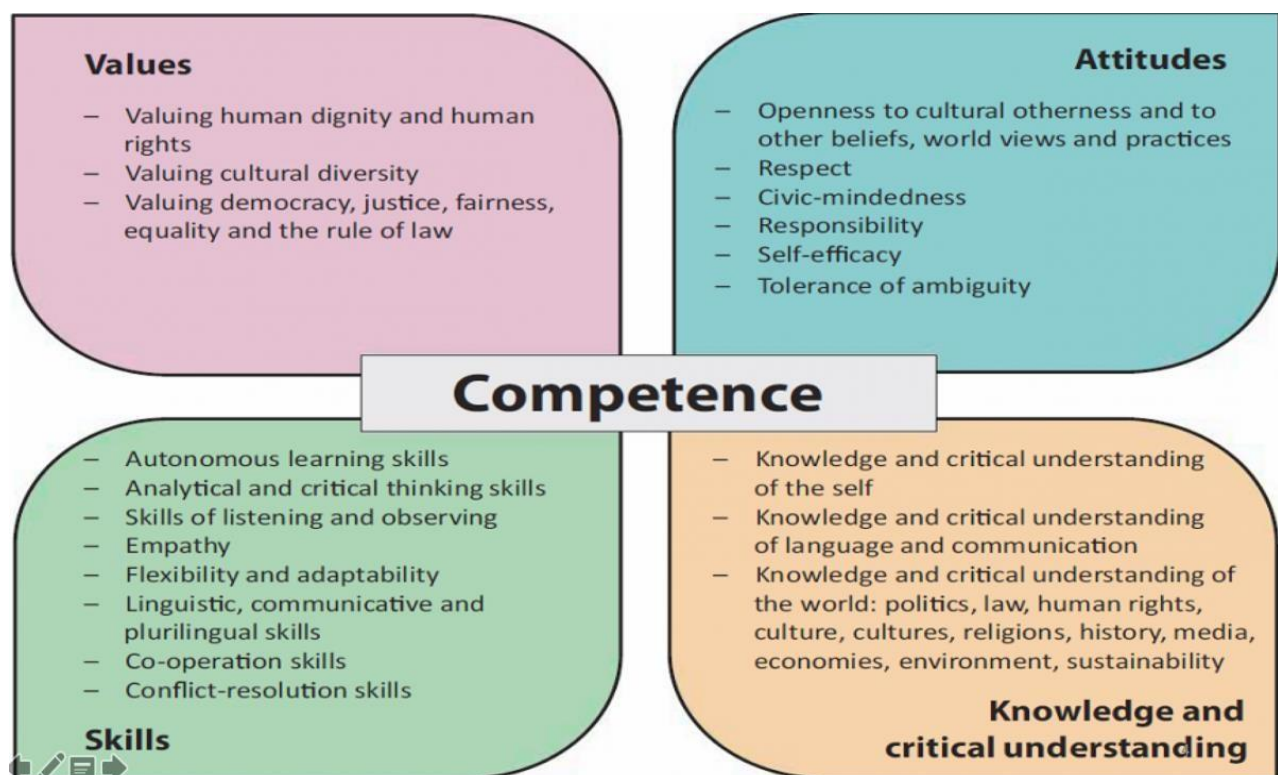 Values
– Valuing human dignity and human
rights
– Valuing cultural diversity
– Valuing democracy, justice, fairness,
equality and the rule of law
Attitudes
– Openness to cultural otherness and to
other beliefs, world views and practices
– Respect
– Civic-mindedness
– Responsibility
– Self-efficacy
– Tolerance of ambiguity
Competence
– Autonomous learning skills
– Analytical and critical thinking skills
– Skills of listening and observing
– Empathy
– Flexibility and adaptability
– Linguistic, communicative and
plurilingual skills
– Co-operation skills
– Conflict-resolution skills
Skills
– Knowledge and critical understanding
of the self
– Knowledge and critical understanding
of language and communication
– Knowledge and critical understanding of
the world: politics, law, human rights,
culture, cultures, religions, history, media,
economies, environment, sustainability
Knowledge and
critical understanding